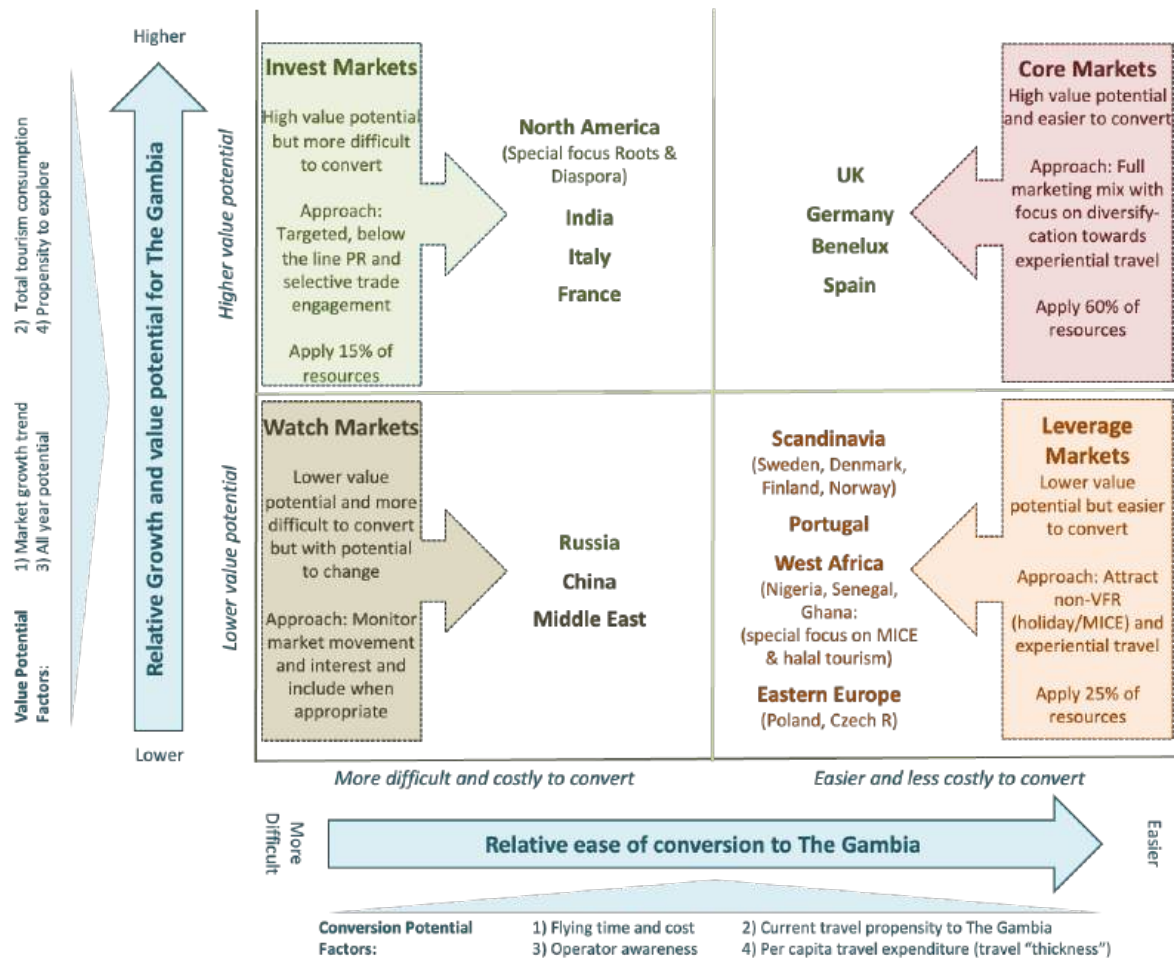 Higher
Relative Growth and value potential for The Gambia
Lower
2) Total tourism consumption
4) Propensity to explore
1) Market growth trend
3) All year potential
Value Potential
Factors:
Higher value potential
Lower value potential
Invest Markets
High value potential
but more difficult
to convert
Approach:
Targeted, below
the line PR and
selective trade
engagement
Apply 15% of
resources
North America
(Special focus Roots &
Diaspora)
India
Italy
France
UK
Germany
Benelux
Spain
Core Markets
High value potential
and easier to convert
Approach: Full
marketing mix with
focus on diversify-
cation towards
experiential travel
Apply 60% of
resources
Watch Markets
Lower value
potential and more
difficult to convert
but with potential
to change
Approach: Monitor
market movement
and interest and
include when
appropriate
Russia
China
Middle East
Scandinavia
(Sweden, Denmark,
Finland, Norway)
Portugal
West Africa
(Nigeria, Senegal,
Ghana:
(special focus on MICE
& halal tourism)
Eastern Europe
(Poland, Czech R)
Leverage
Markets
Lower value
potential but easier
to convert
Approach: Attract
non-VFR
(holiday/MICE) and
experiential travel
Apply 25% of
resources
More difficult and costly to convert
Easier and less costly to convert
More
Difficult
Relative ease of conversion to The Gambia
Easier
Conversion Potential
Factors:
1) Flying time and cost
2) Current travel propensity to The Gambia
3) Operator awareness
4) Per capita travel expenditure (travel “thickness”)